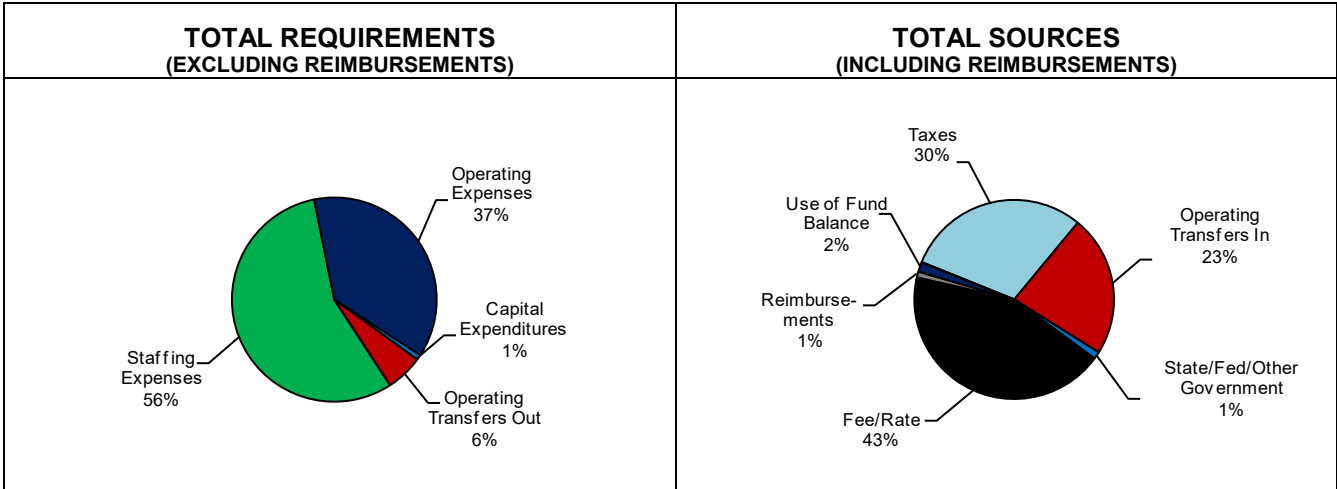 TOTAL REQUIREMENTS
(EXCLUDING REIMBURSEMENTS)
Operating
Expenses
37%
Capital
Expenditures
1%
Operating
Transfers Out
6%
Staffing
Expenses
56%
TOTAL SOURCES
(INCLUDING REIMBURSEMENTS)
Taxes
30%
Operating
Transfers In
23%
State/Fed/Other
Government
1%
Fee/Rate
43%
Reimburse-
ments
1%
Use of Fund
Balance
2%